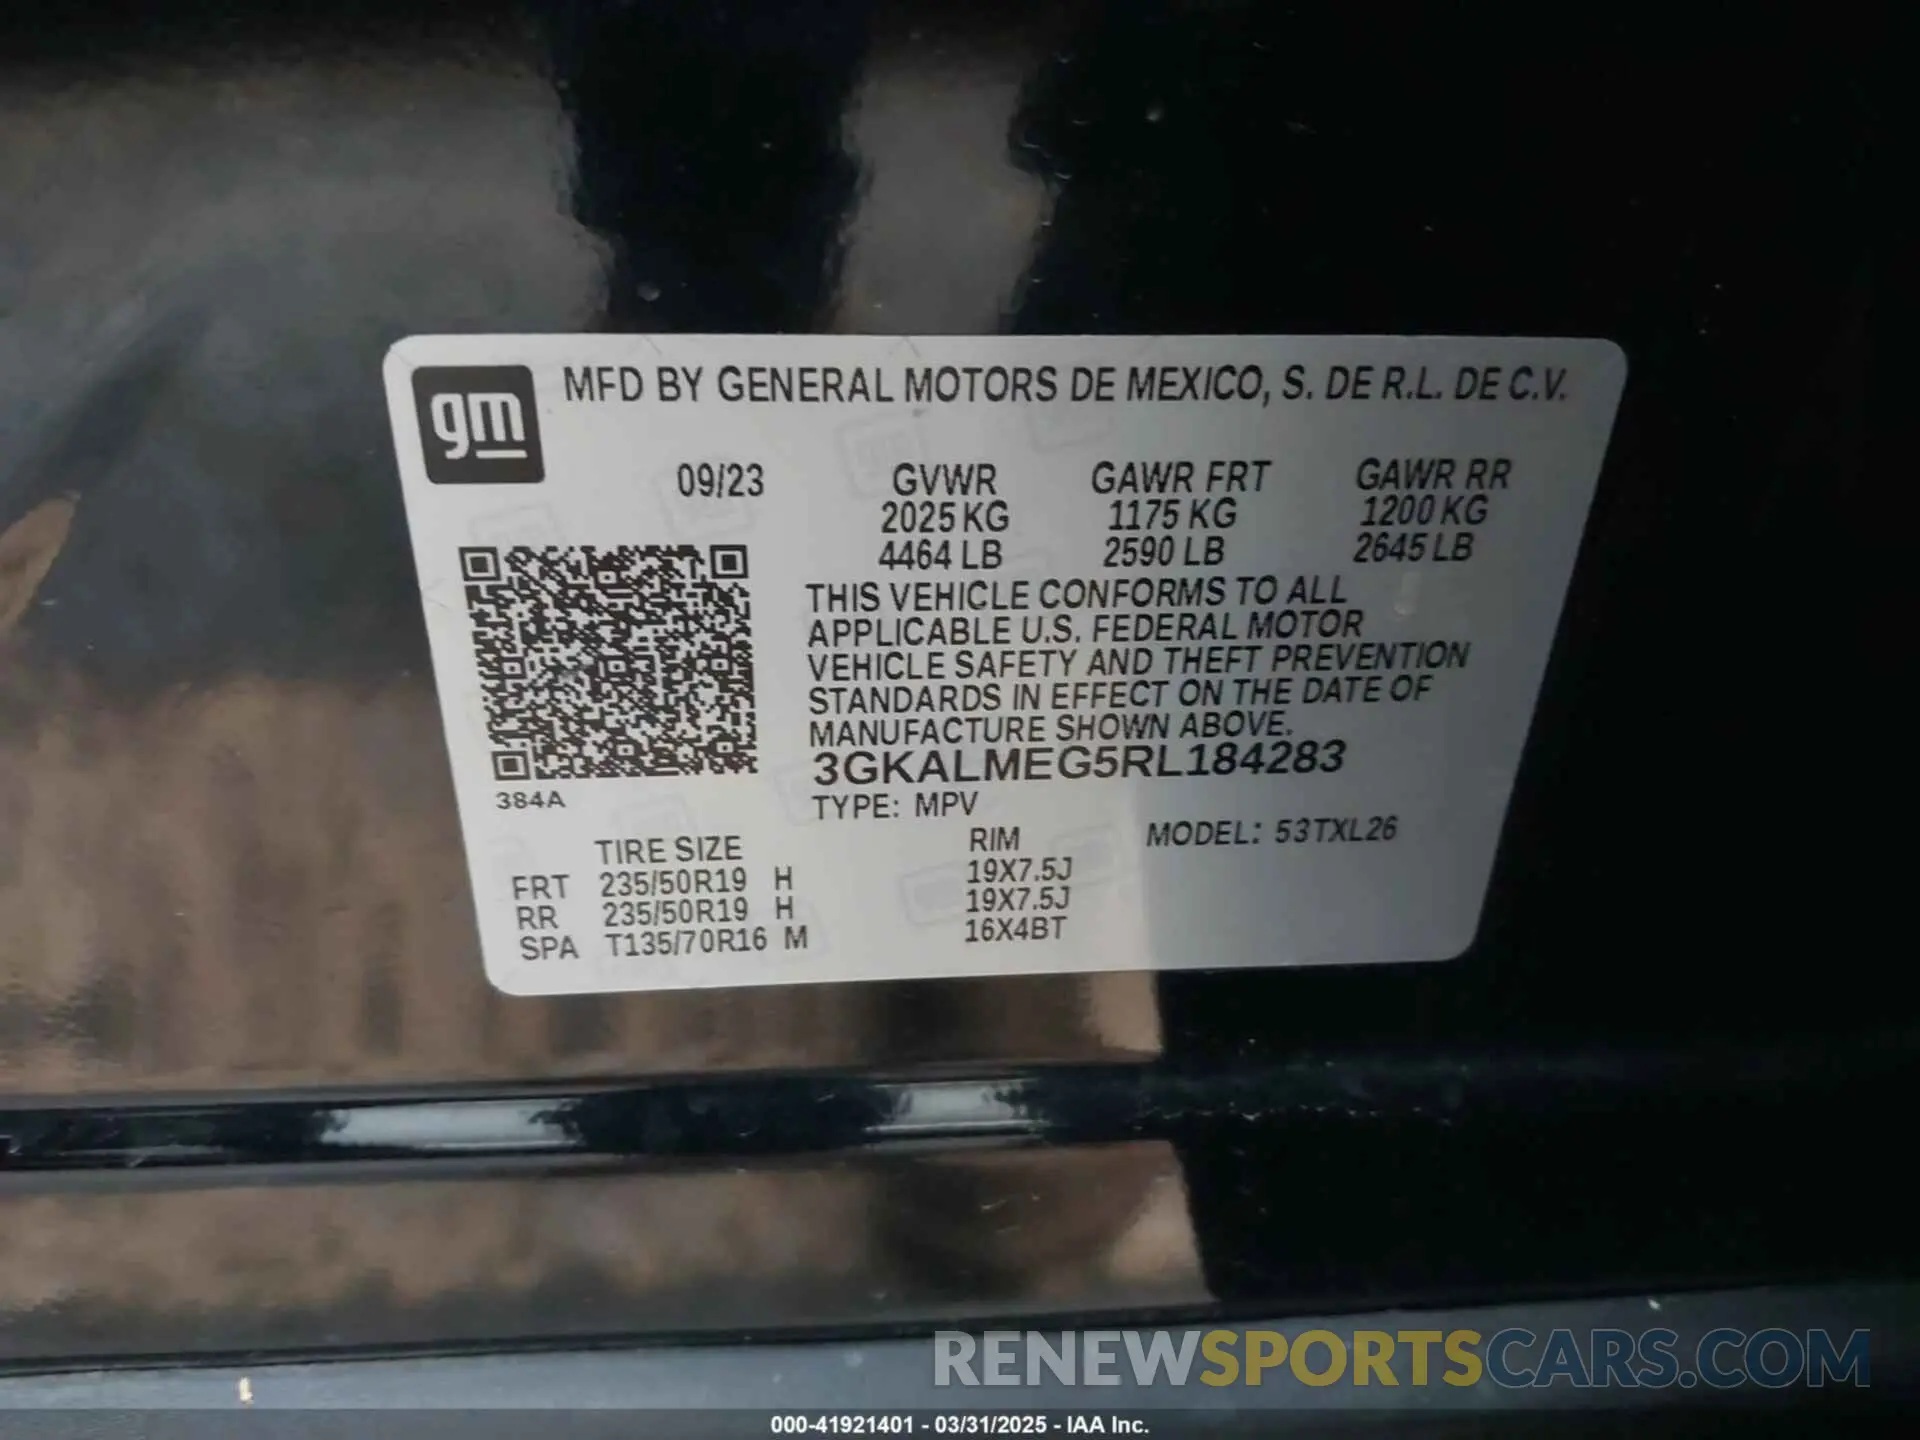 gm MFD BY GENERAL MOTORS DE MEXICO, S. DE R.L. DE C.V.
09/23 GVWR GAWR FRT GAWR RR
2025 KG 1175 KG 1200 KG
4464 LB 2590 LB 2645 LB
THIS VEHICLE CONFORMS TO ALL
APPLICABLE U.S. FEDERAL MOTOR
VEHICLE SAFETY AND THEFT PREVENTION
STANDARDS IN EFFECT ON THE DATE OF
MANUFACTURE SHOWN ABOVE.
3GKALMEG5RL184283
384A
TYPE: MPV
TIRE SIZE RIM MODEL: 53TXL26
FRT 235/50R19 H 19X7.5J
RR 235/50R19 H 19X7.5J
SPA T135/70R16 M 16X4BT
RENEWSPORTSCARS.COM
000-41921401 - 03/31/2025 - IAA Inc.